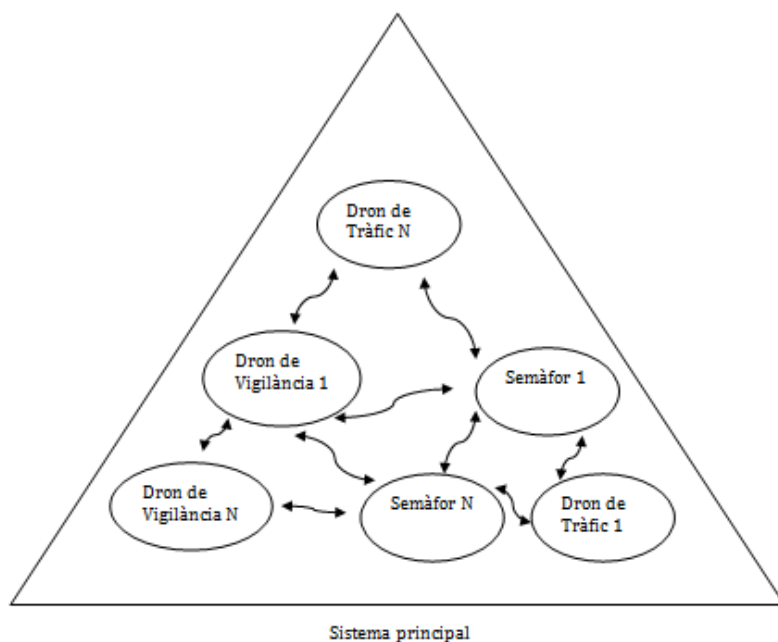 Dron de
Tràfic N
Dron de
Vigilància 1
Semàfor 1
Dron de
Vigilància N
Semàfor N
Dron de
Tràfic 1
Sistema principal